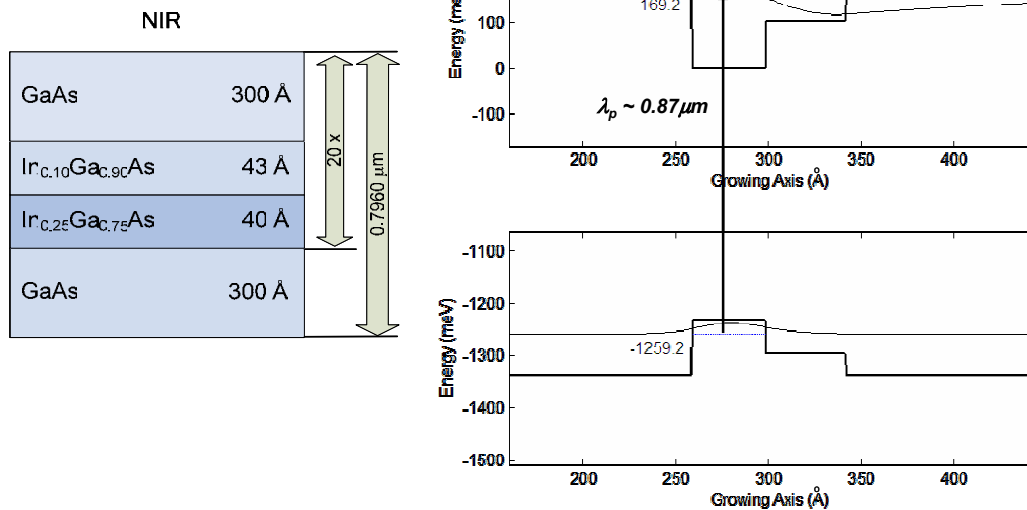 NIR
GaAs 300 Å
In0.10Ga0.90As 43 Å
In0.25Ga0.75As 40 Å
GaAs 300 Å
20 x
0.7960 µm
Energy (me
169.2
100
0
-100
λp ~ 0.87µm
200 250 300 350 400
Growing Axis (Å)
Energy (meV)
-1100
-1200
-1300
-1400
-1500
-1259.2
200 250 300 350 400
Growing Axis (Å)